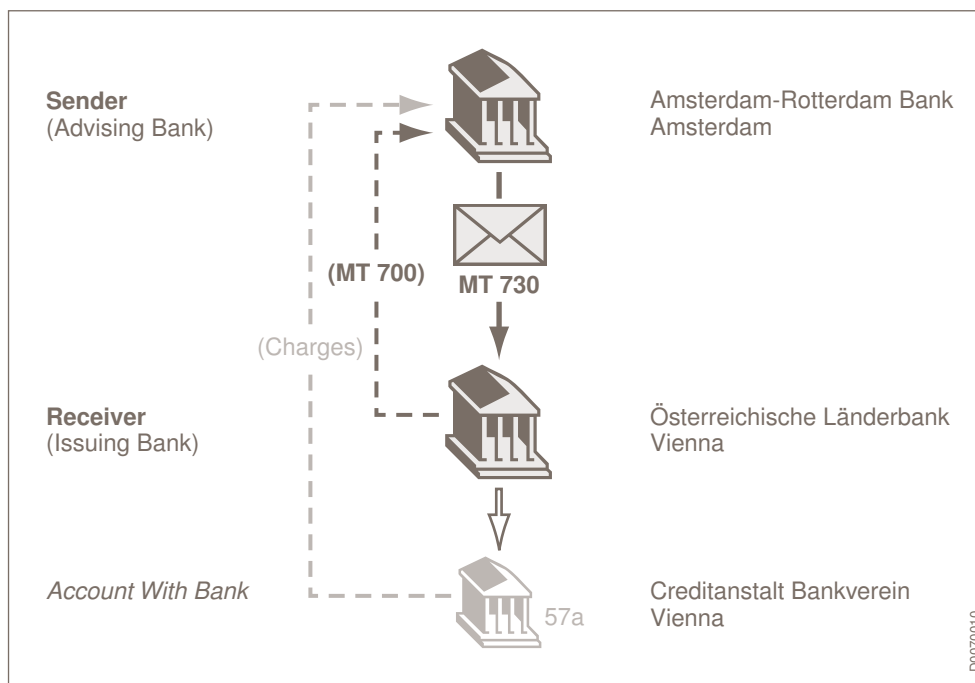 Sender
(Advising Bank)
Amsterdam-Rotterdam Bank
Amsterdam
(MT 700)
MT 730
(Charges)
Receiver
(Issuing Bank)
Österreichische Länderbank
Vienna
Account With Bank
57a
Creditanstalt Bankverein
Vienna
D0070010